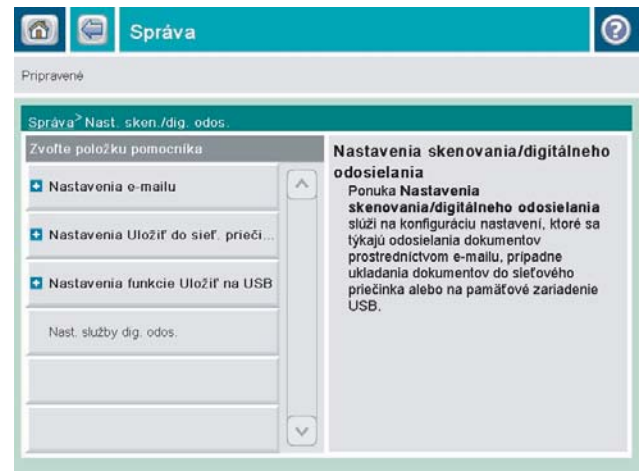 Správa
Pripravené
Správa > Nast. sken./dig. odos.
Zvoľte položku pomocníka
Nastavenia e-mailu
Nastavenia Uložiť do sieť. prieči...
Nastavenia funkcie Uložiť na USB
Nast. služby dig. odos.
Nastavenia skenovania/digitálneho
odosielania
Ponuka Nastavenia
skenovania/digitálneho odosielania
slúži na konfiguráciu nastavení, ktoré sa
týkajú odosielania dokumentov
prostredníctvom e-mailu, prípadne
ukladania dokumentov do sieťového
priečinka alebo na pamäťové zariadenie
USB.